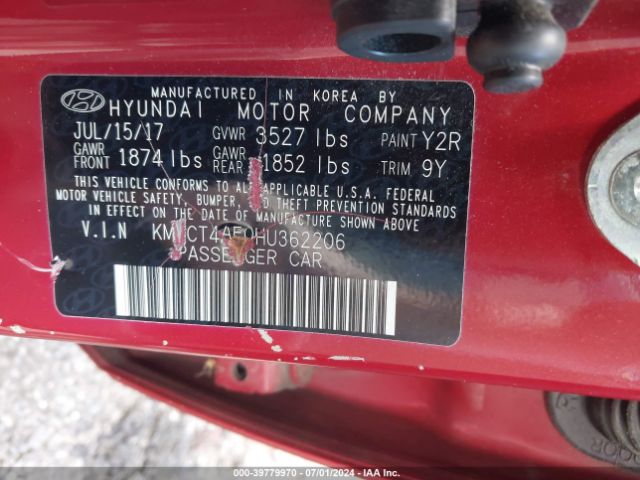 MANUFACTURED IN KOREA BY
HYUNDAI MOTOR COMPANY
JUL/15/17 GVWR 3527 lbs PAINT Y2R
GAWR FRONT 1874 lbs GAWR REAR 1852 lbs TRIM 9Y
THIS VEHICLE CONFORMS TO ALL APPLICABLE U.S.A. FEDERAL
MOTOR VEHICLE SAFETY, BUMPER, AND THEFT PREVENTION STANDARDS
IN EFFECT ON THE DATE OF MANUFACTURE SHOWN ABOVE
V.I.N HU362206
PASSENGER CAR
000-39779970 - 07/01/2024 - IAA Inc.